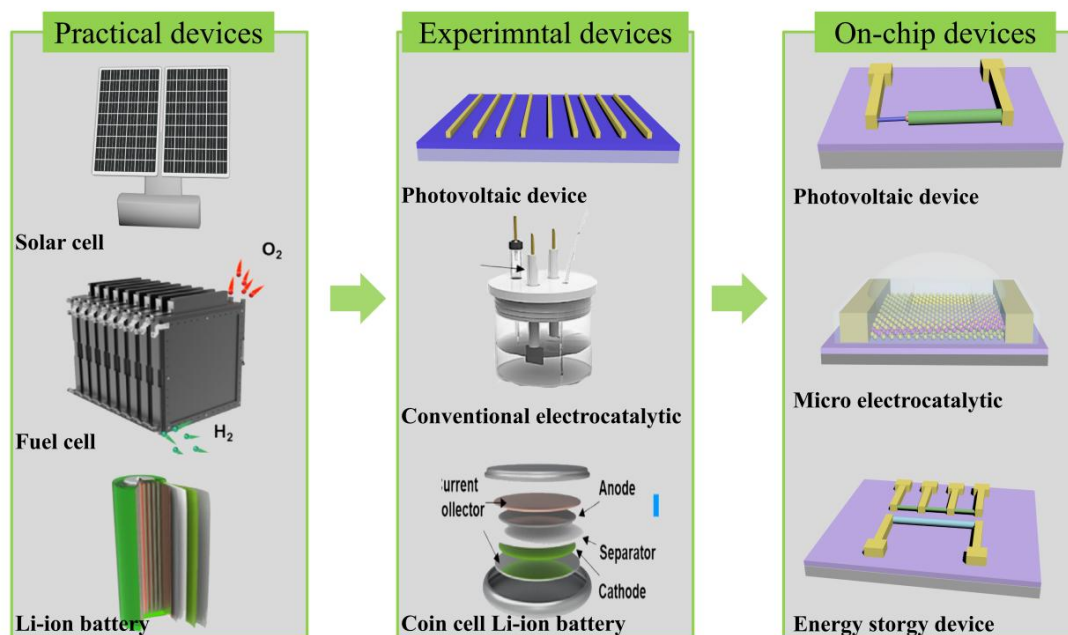 Practical devices
Solar cell
O2
Fuel cell
H2
Li-ion battery
Experimntal devices
Photovoltaic device
Conventional electrocatalytic
urrent
ollector
Anode
Separator
Cathode
Coin cell Li-ion battery
On-chip devices
Photovoltaic device
Micro electrocatalytic
Energy storgy device